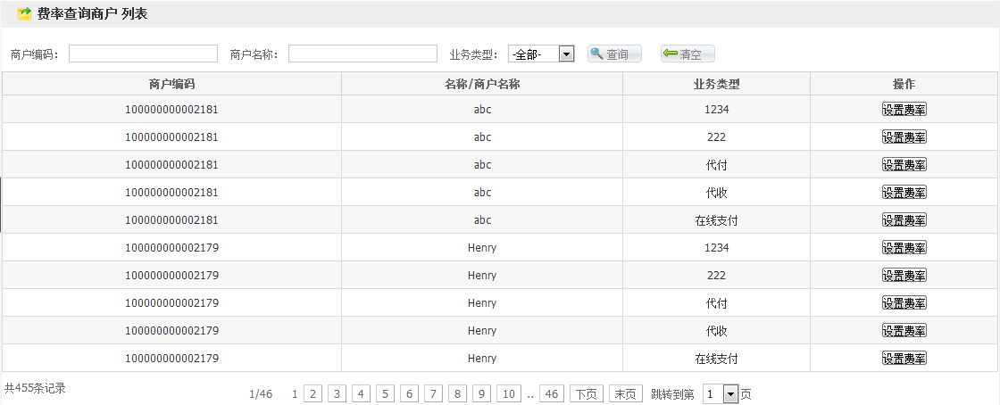 费率查询商户 列表
商户编码： 商户名称： 业务类型： -全部- 查询 清空
商户编码 名称/商户名称 业务类型 操作
100000000002181 abc 1234 设置费率
100000000002181 abc 222 设置费率
100000000002181 abc 代付 设置费率
100000000002181 abc 代收 设置费率
100000000002181 abc 在线支付 设置费率
100000000002179 Henry 1234 设置费率
100000000002179 Henry 222 设置费率
100000000002179 Henry 代付 设置费率
100000000002179 Henry 代收 设置费率
100000000002179 Henry 在线支付 设置费率
共455条记录 1/46 1 2 3 4 5 6 7 8 9 10 .. 46 下页 末页 跳转到第 1 页